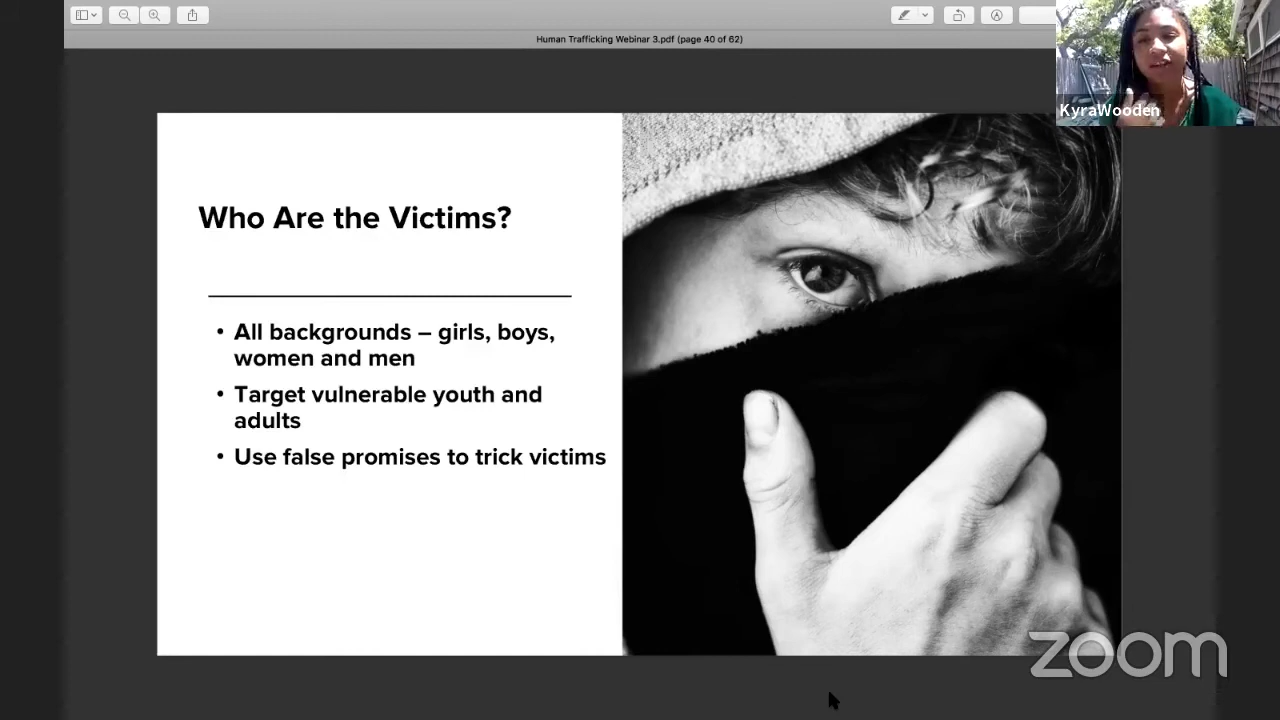 Human Trafficking Webinar 3.pdf (page 40 of 62)
KyraWooden
Who Are the Victims?
• All backgrounds – girls, boys,
women and men
• Target vulnerable youth and
adults
• Use false promises to trick victims
zoom